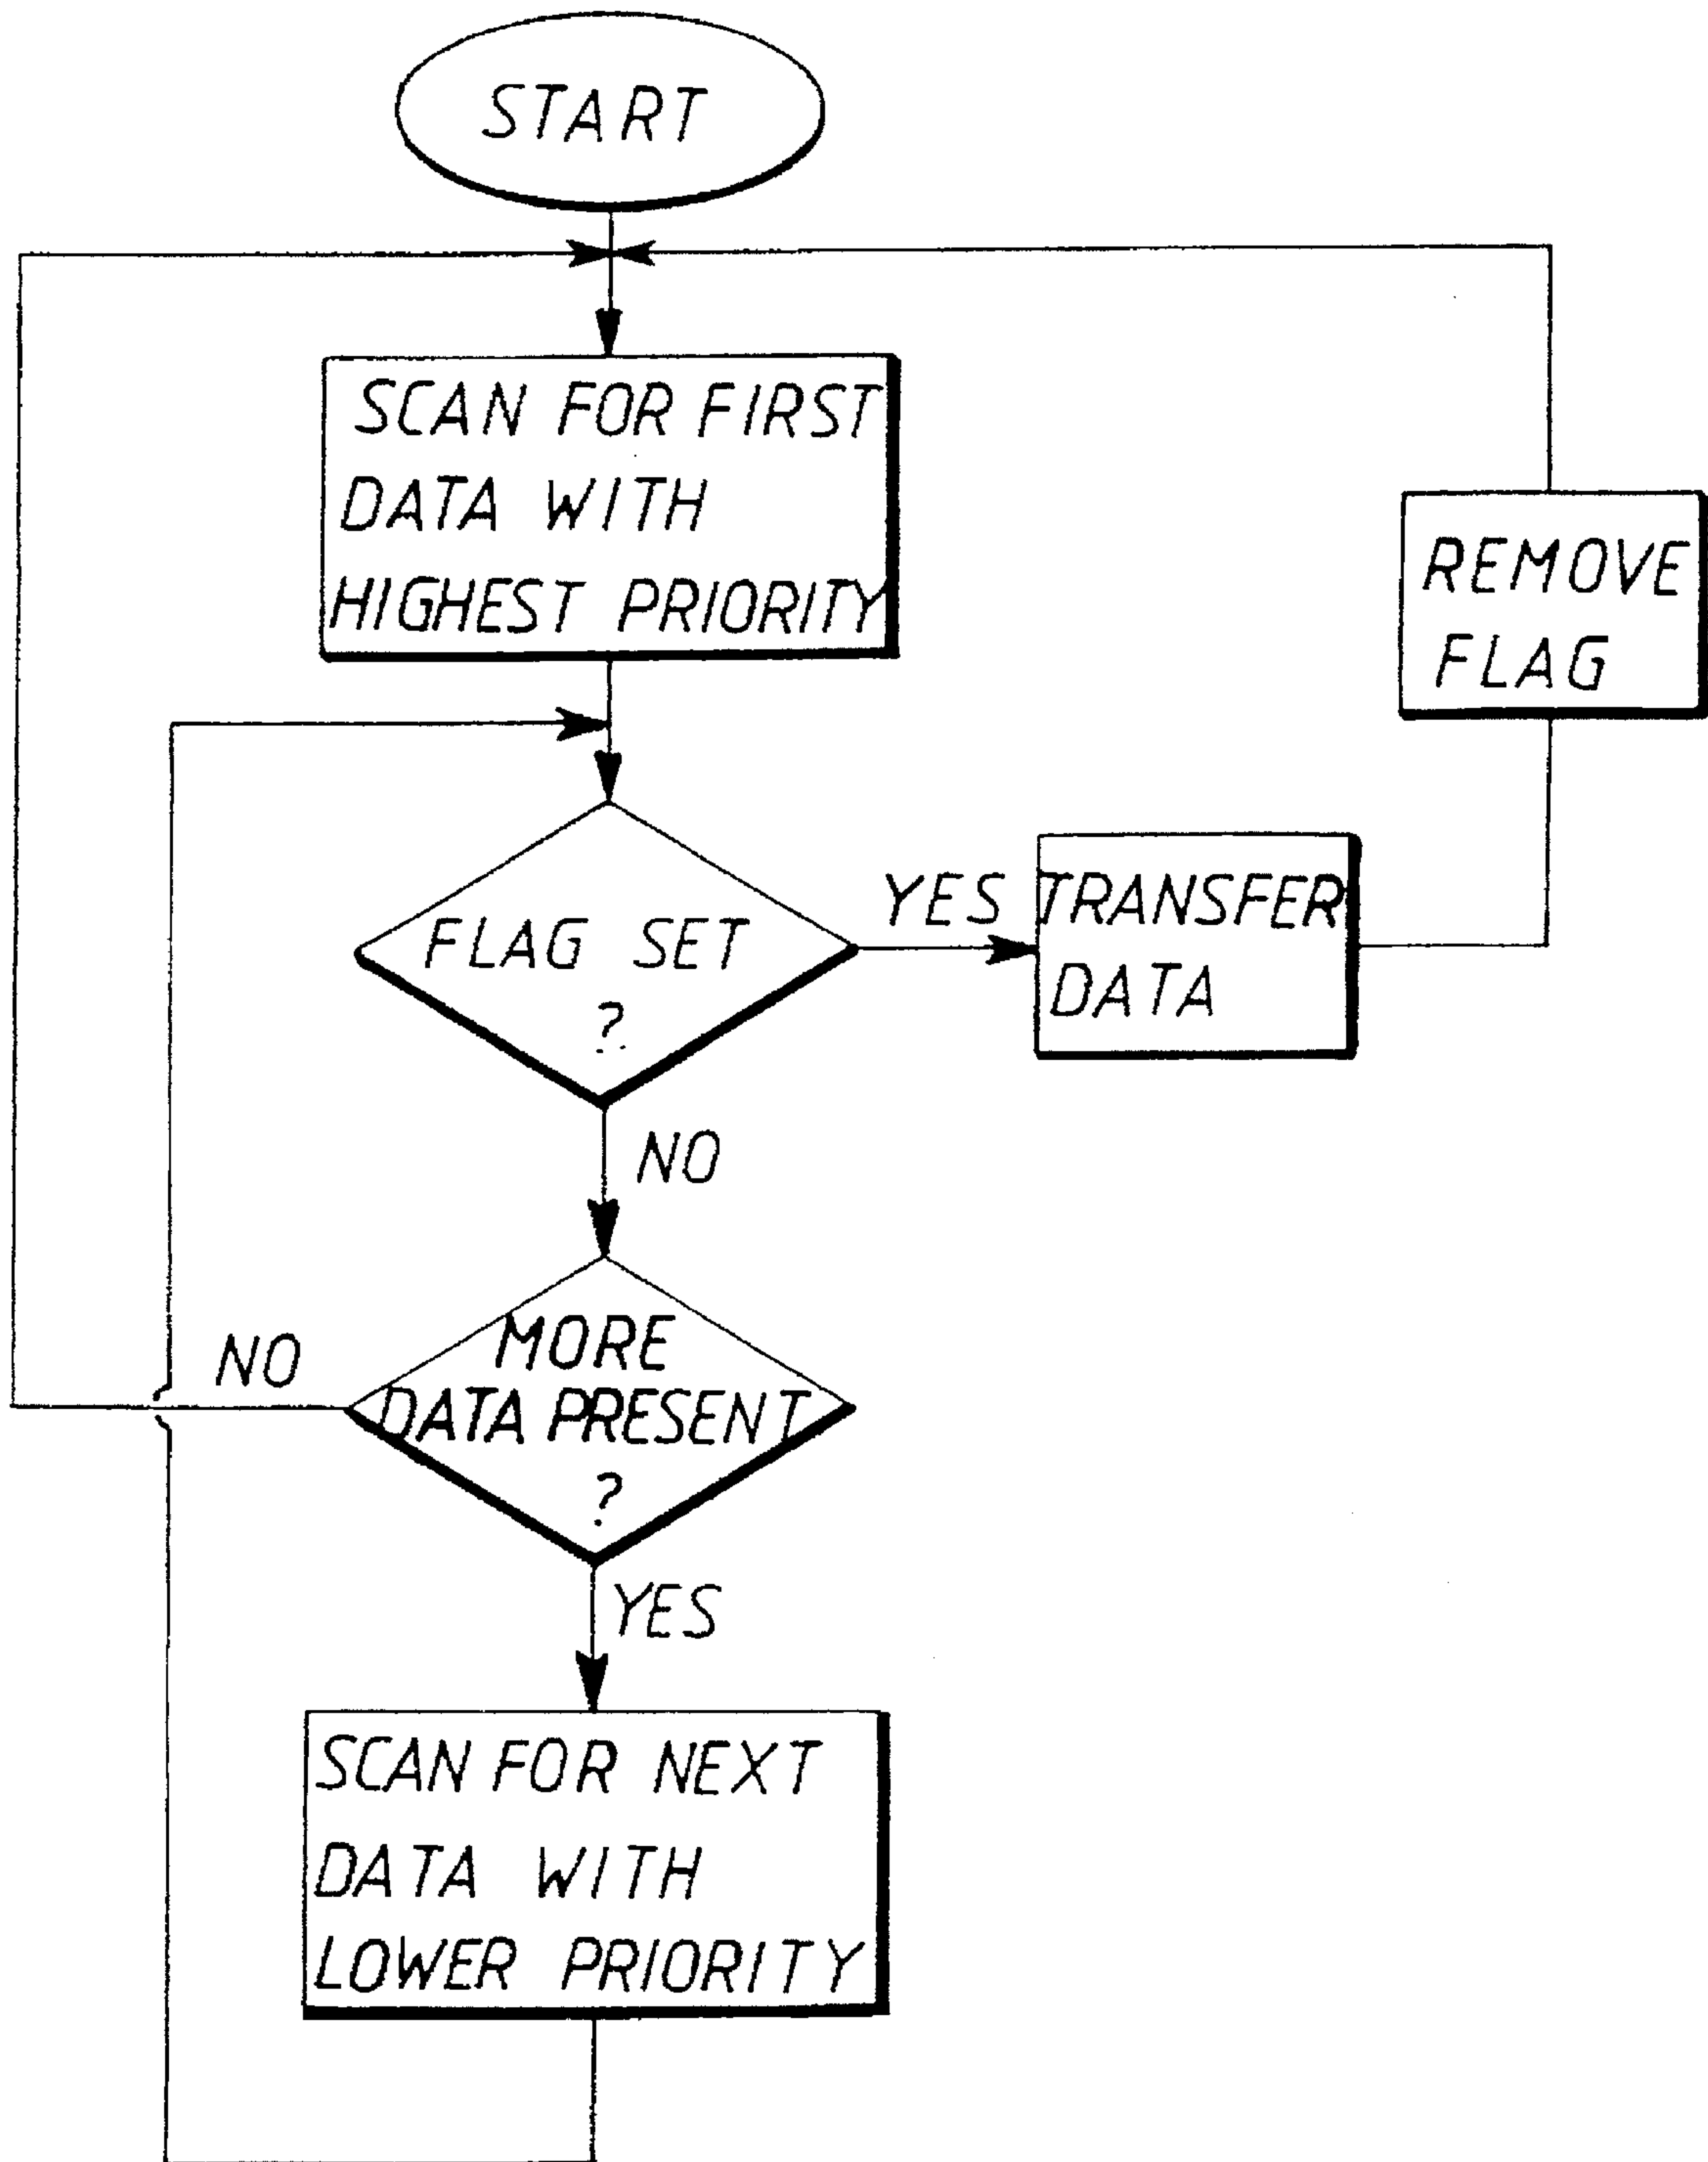 START
SCAN FOR FIRST
DATA WITH
HIGHEST PRIORITY
REMOVE
FLAG
FLAG SET
?
YES
TRANSFER
DATA
NO
MORE
DATA PRESENT
?
NO
YES
SCAN FOR NEXT
DATA WITH
LOWER PRIORITY